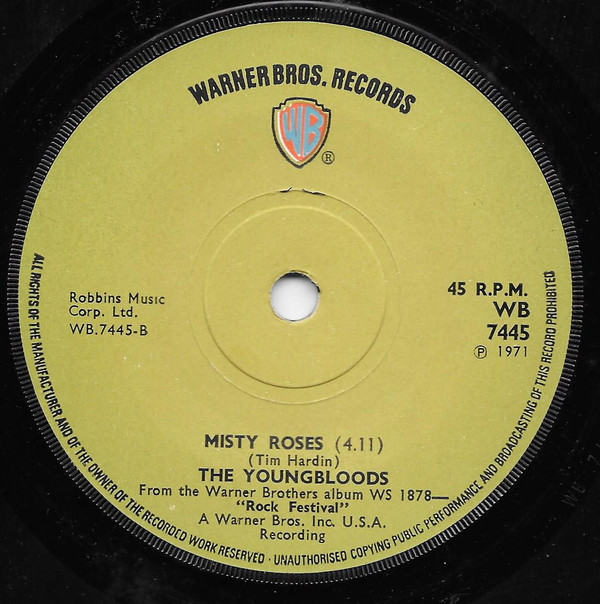 WARNER BROS. RECORDS
WB
®
Robbins Music
Corp. Ltd.
WB.7445-B
45 R.P.M.
WB
7445
Ⓟ 1971
MISTY ROSES (4.11)
(Tim Hardin)
THE YOUNGBLOODS
From the Warner Brothers album WS 1878—
“Rock Festival”
A Warner Bros. Inc. U.S.A.
Recording
ALL RIGHTS OF THE MANUFACTURER AND OF THE OWNER OF THE RECORDED WORK RESERVED · UNAUTHORISED COPYING PUBLIC PERFORMANCE AND BROADCASTING OF THIS RECORD PROHIBITED